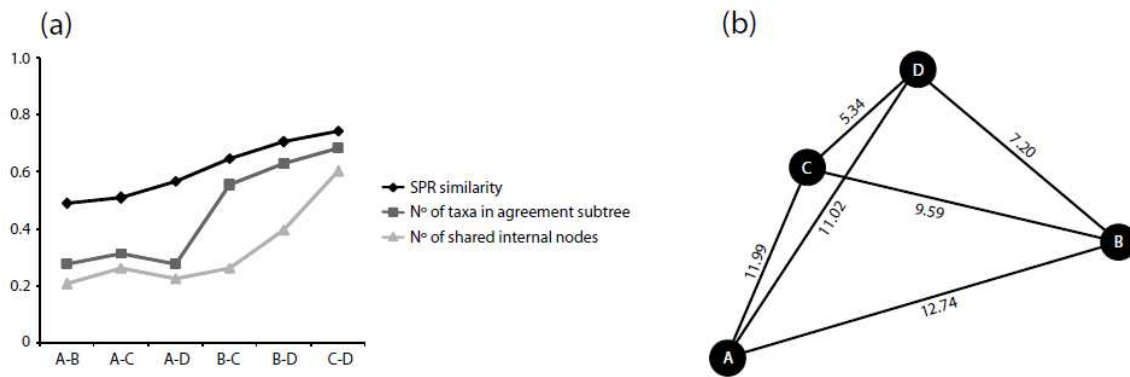 (a)
1.0
0.8
0.6
0.4
0.2
0
A-B A-C A-D B-C B-D C-D
SPR similarity
Nº of taxa in agreement subtree
Nº of shared internal nodes
(b)
D
5.34
7.20
C
11.02
9.59
11.99
B
12.74
A